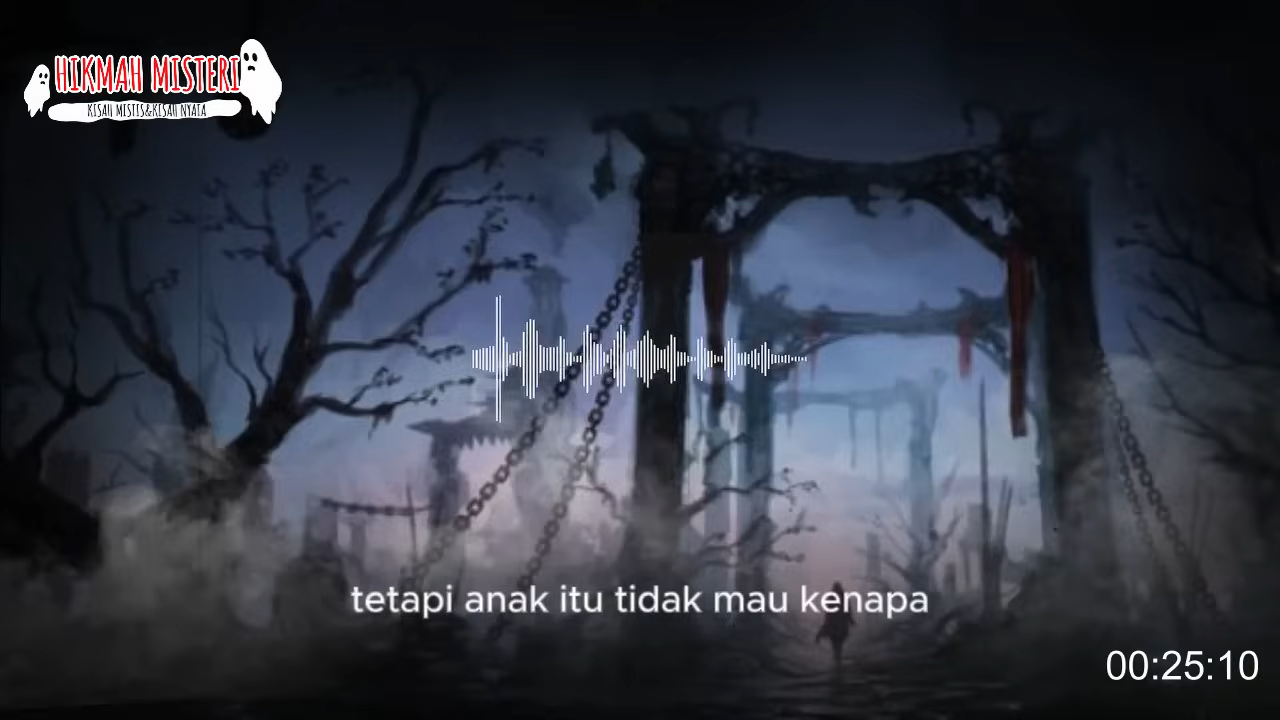 HIKMAH MISTERI
KISAH MISTIS&KISAH NYATA
tetapi anak itu tidak mau kenapa
00:25:10